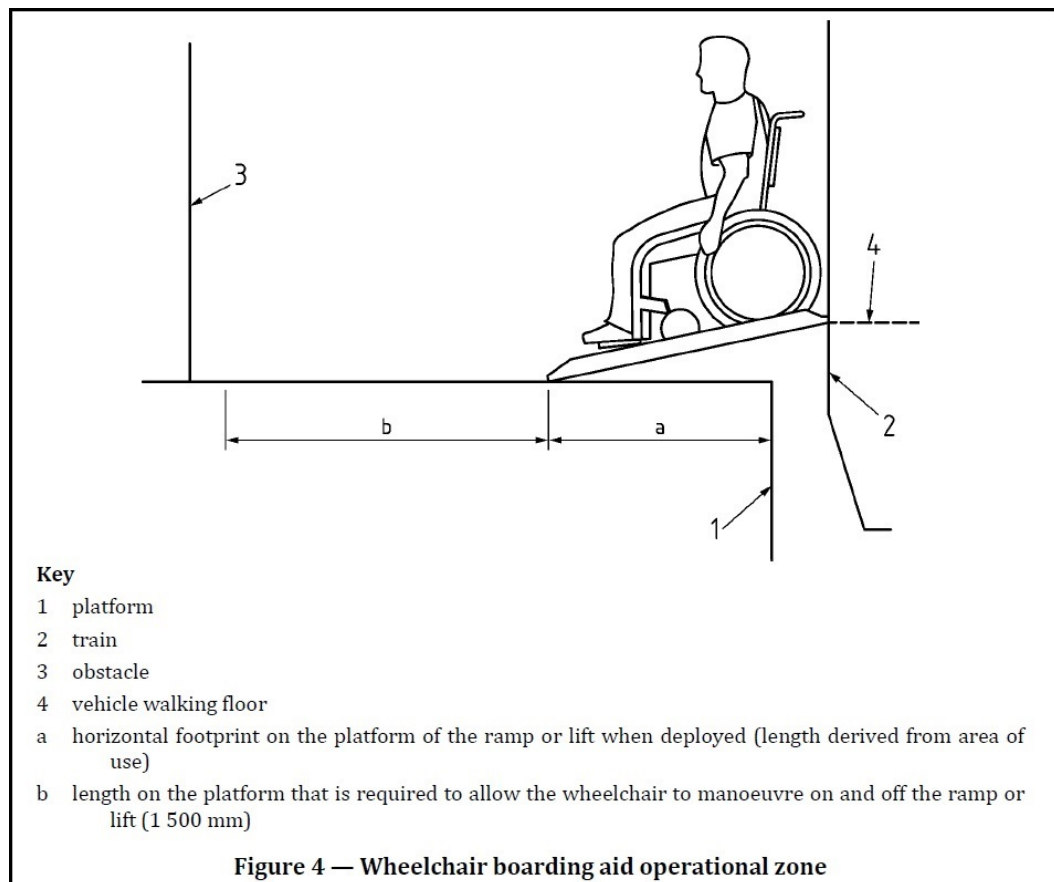 3
4
b
a
2
1
Key
1 platform
2 train
3 obstacle
4 vehicle walking floor
a horizontal footprint on the platform of the ramp or lift when deployed (length derived from area of
use)
b length on the platform that is required to allow the wheelchair to manoeuvre on and off the ramp or
lift (1 500 mm)
Figure 4 — Wheelchair boarding aid operational zone